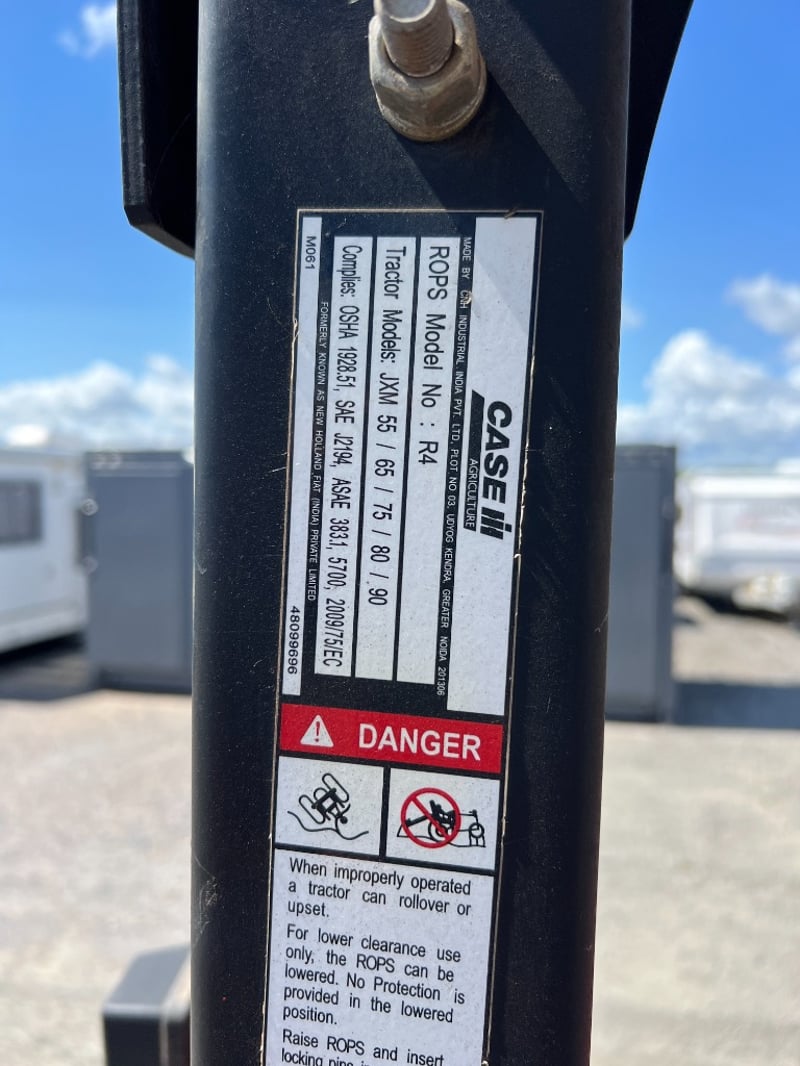 CASE IH
AGRICULTURE
MADE BY CNH INDUSTRIAL INDIA PVT. LTD, PLOT NO 03, UDYOG KENDRA, GREATER NOIDA 201306
ROPS Model No : R4
Tractor Models: JXM 55 / 65 / 75 / 80 / 90
Complies: OSHA 1928.51, SAE J2194, ASAE 383.1, 5700, 2009/75/EC
FORMERLY KNOWN AS NEW HOLLAND FIAT (INDIA) PRIVATE LIMITED
M061
48099696
DANGER
When improperly operated
a tractor can rollover or
upset.
For lower clearance use
only, the ROPS can be
lowered. No Protection is
provided in the lowered
position.
Raise ROPS and insert
locking pins